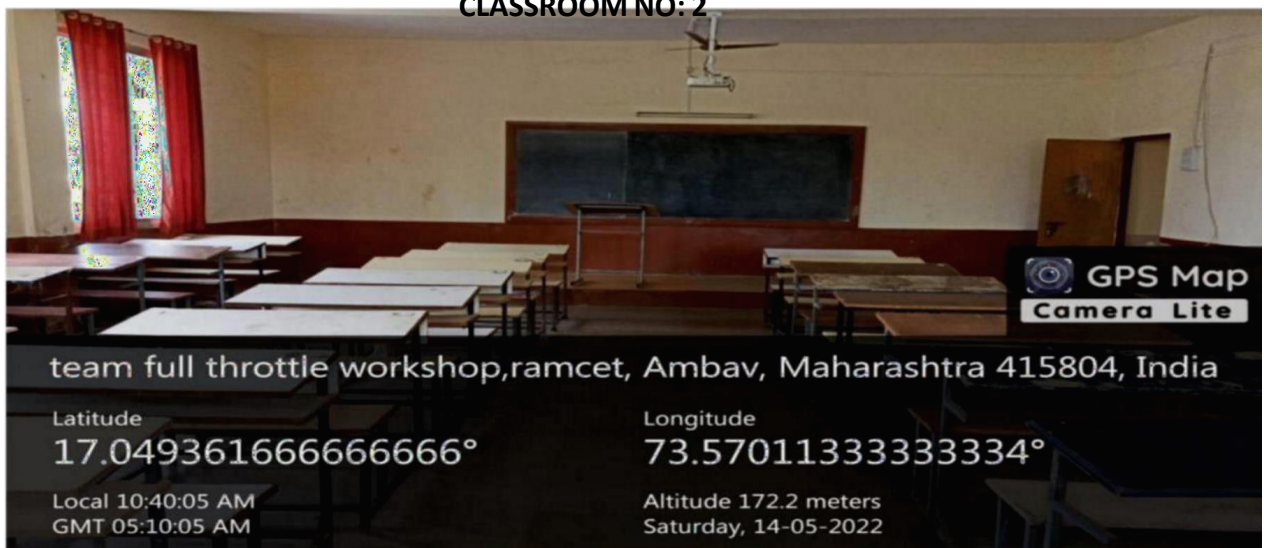 CLASSROOM NO: 2
GPS Map
Camera Lite
team full throttle workshop,ramcet, Ambav, Maharashtra 415804, India
Latitude
17.049361666666666°
Longitude
73.57011333333334°
Local 10:40:05 AM
GMT 05:10:05 AM
Altitude 172.2 meters
Saturday, 14-05-2022